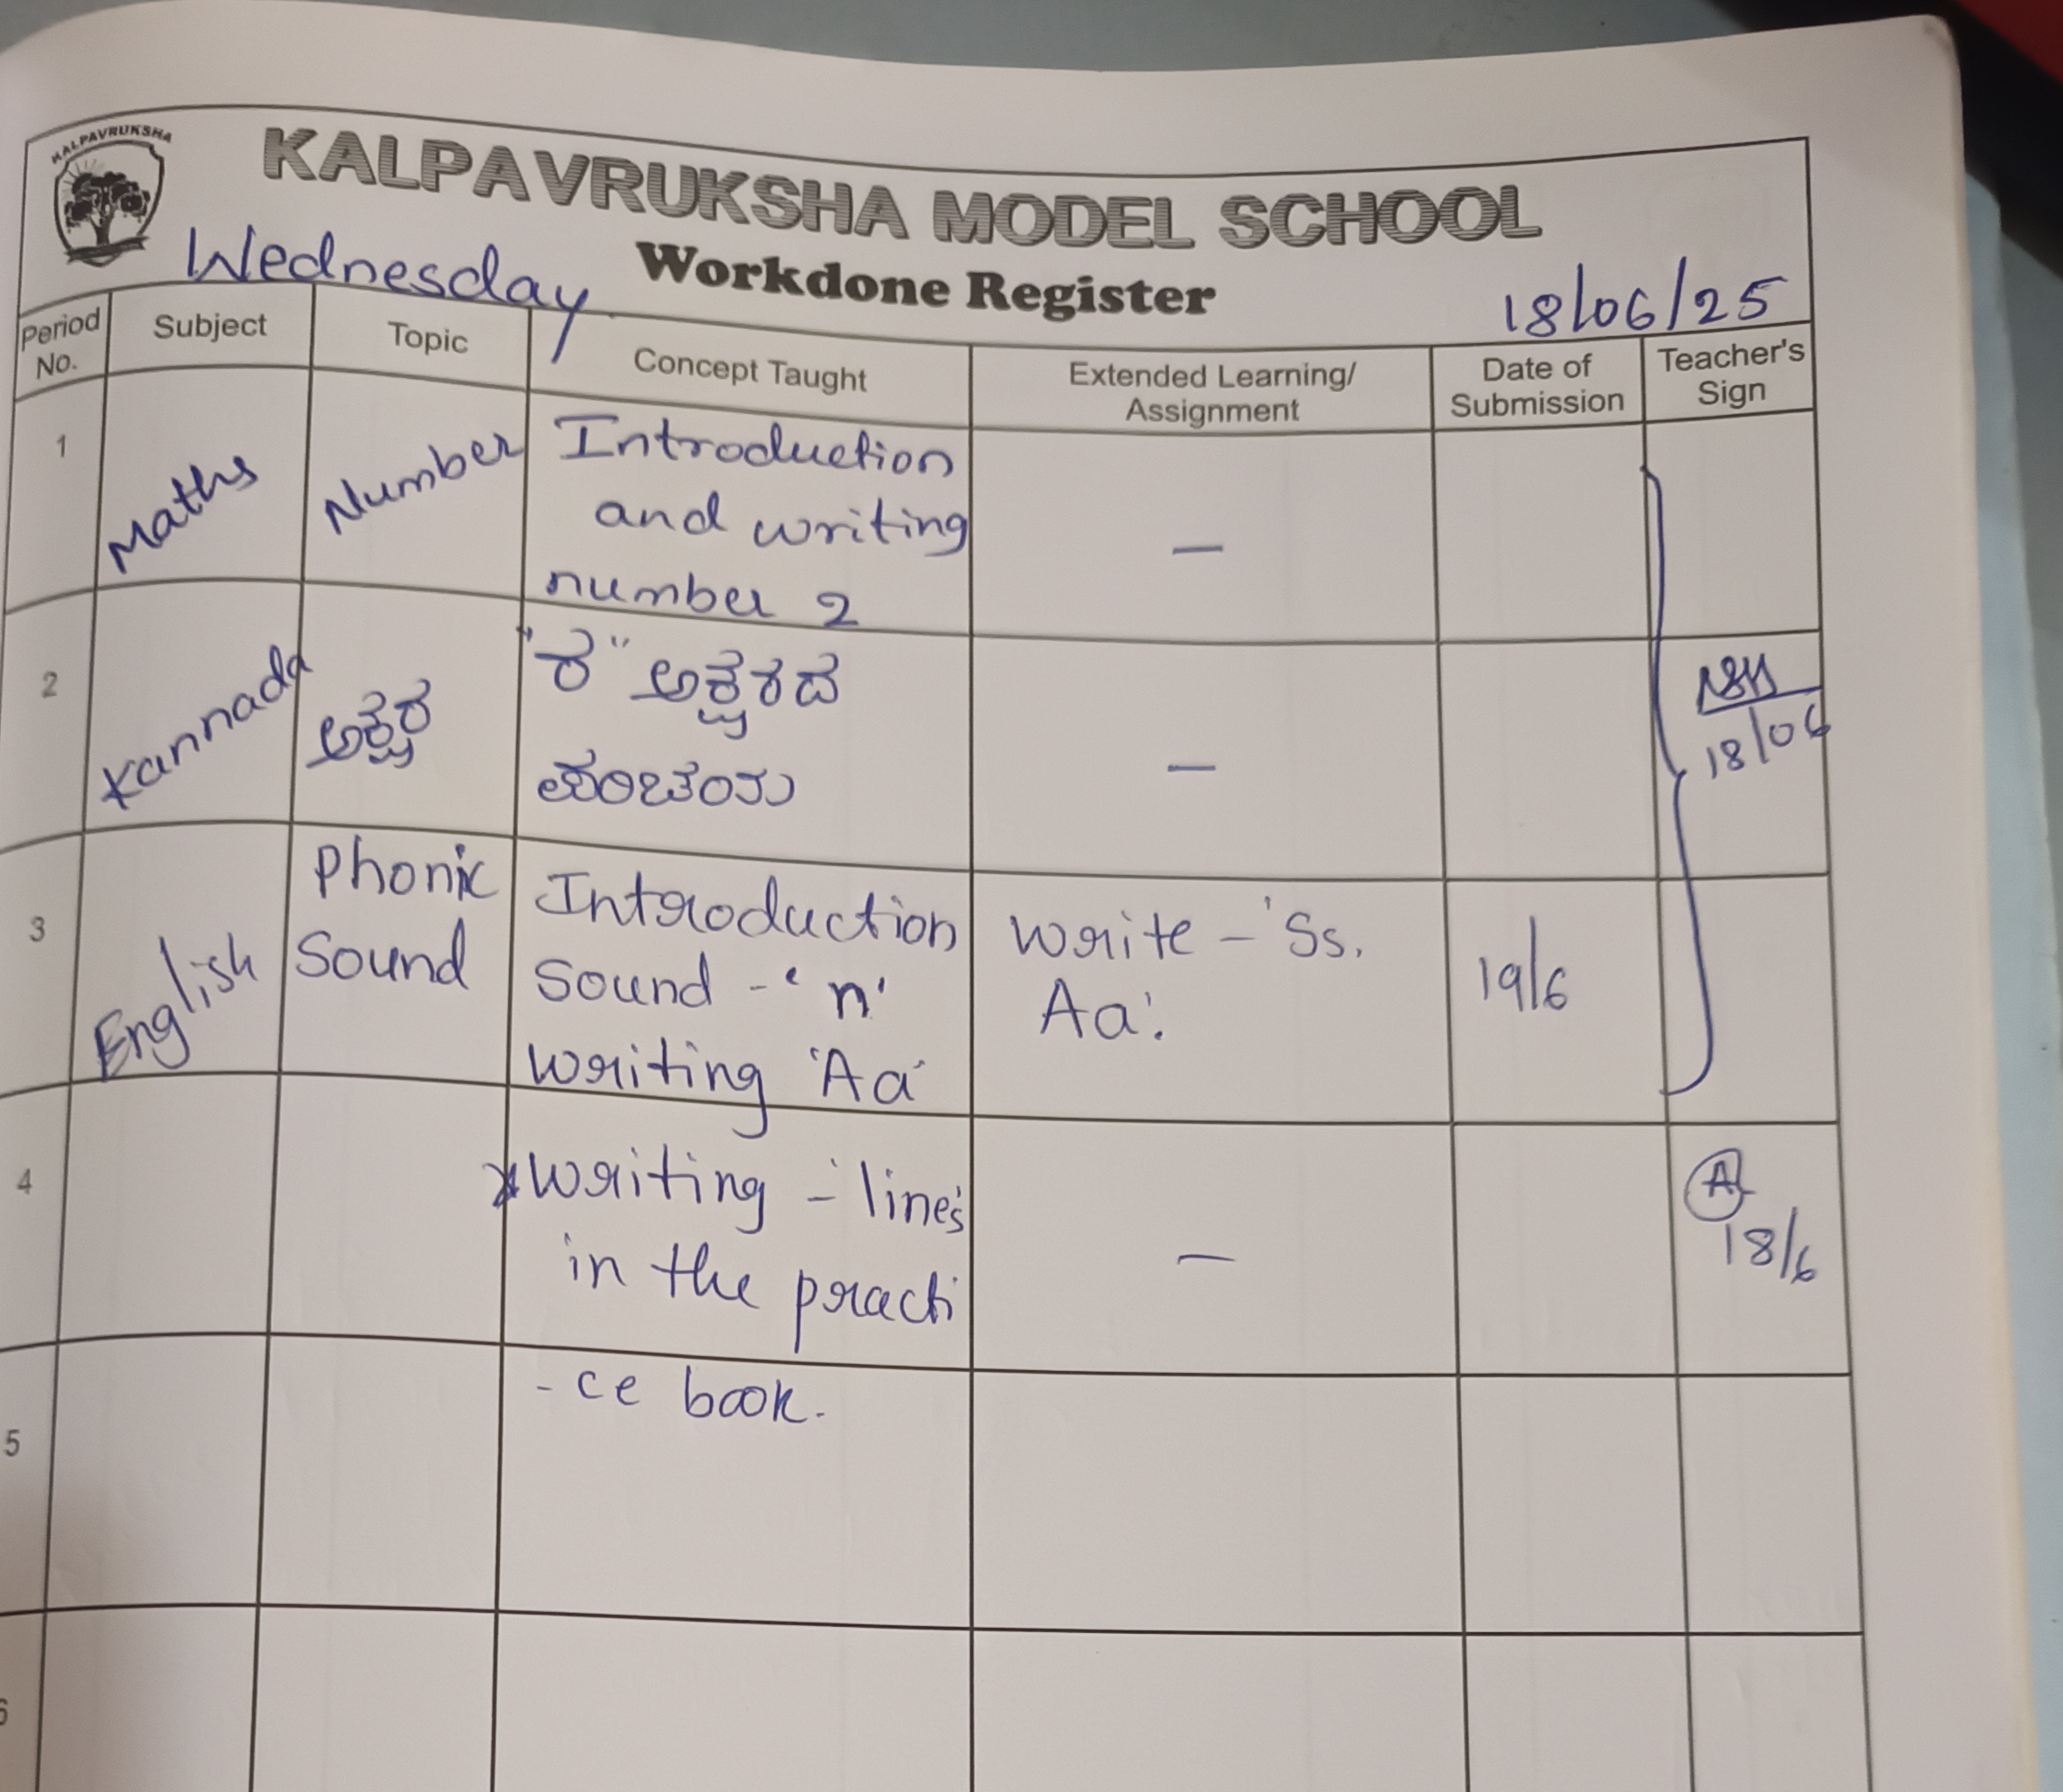 KALPAVRUKSHA
KALPAVRUKSHA MODEL SCHOOL
Wednesday
Workdone Register
18/06/25
Period No.
Subject
Topic
Concept Taught
Extended Learning/
Assignment
Date of
Submission
Teacher's
Sign
1
Maths
Number
Introduction
and writing
number 2
-
2
Kannada
ಅಕ್ಷರ
"ರ" ಅಕ್ಷರದ
ಪರಿಚಯ
-
18/06
3
English
Phonic
Sound
Introduction
Sound - 'n'
writing 'Aa'
write - 'Ss,
Aa'.
19/6
4
*writing - 'lines'
in the practi
-
18/6
5
- ce book.
6